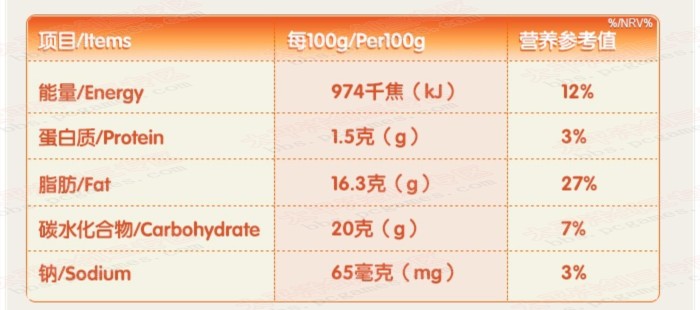 %/NRV%
项目/Items 每100g/Per100g 营养参考值
能量/Energy 974千焦（kJ） 12%
蛋白质/Protein 1.5克（g） 3%
脂肪/Fat 16.3克（g） 27%
碳水化合物/Carbohydrate 20克（g） 7%
钠/Sodium 65毫克（mg） 3%